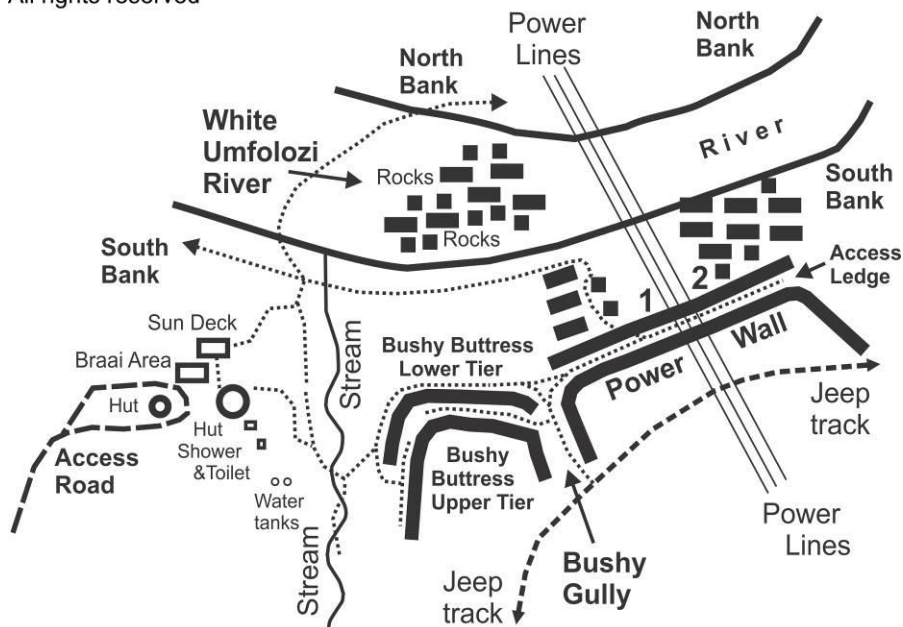 All rights reserved
Power
Lines
North
Bank
North
Bank
White
Umfolozi
River
Rocks
Rocks
River
South
Bank
South
Bank
Access
Ledge
1
2
Sun Deck
Braai Area
Hut
Hut
Shower
&Toilet
Access
Road
Water
tanks
Stream
Stream
Bushy Buttress
Lower Tier
Bushy
Buttress
Upper Tier
Power Wall
Jeep
track
Power
Lines
Bushy
Gully
Jeep
track